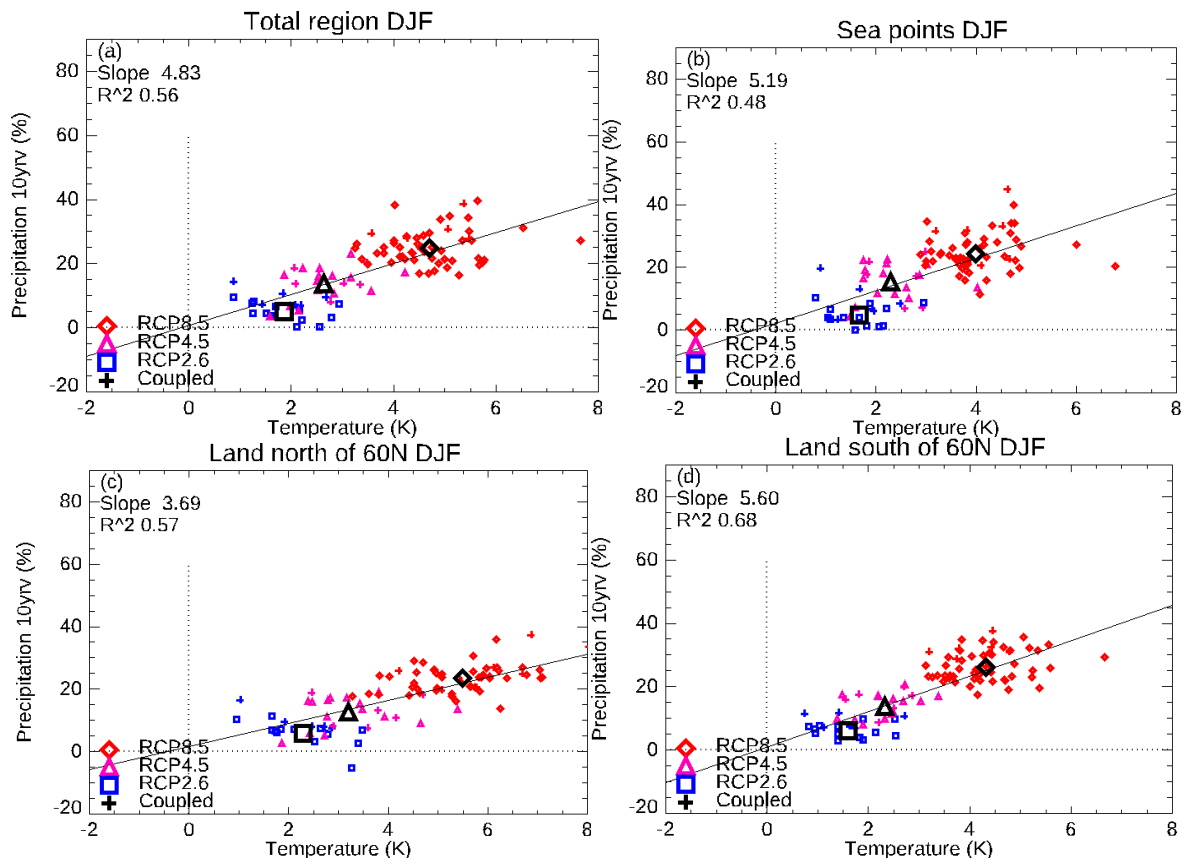 Total region DJF
(a)
Slope 4.83
R^2 0.56
80
60
40
20
0
-20
Precipitation 10yrv (%)
RCP8.5
RCP4.5
RCP2.6
Coupled
-2 0 2 4 6 8
Temperature (K)
Sea points DJF
(b)
Slope 5.19
R^2 0.48
80
60
40
20
0
-20
Precipitation 10yrv (%)
RCP8.5
RCP4.5
RCP2.6
Coupled
-2 0 2 4 6 8
Temperature (K)
Land north of 60N DJF
(c)
Slope 3.69
R^2 0.57
80
60
40
20
0
-20
Precipitation 10yrv (%)
RCP8.5
RCP4.5
RCP2.6
Coupled
-2 0 2 4 6 8
Temperature (K)
Land south of 60N DJF
(d)
Slope 5.60
R^2 0.68
80
60
40
20
0
-20
Precipitation 10yrv (%)
RCP8.5
RCP4.5
RCP2.6
Coupled
-2 0 2 4 6 8
Temperature (K)